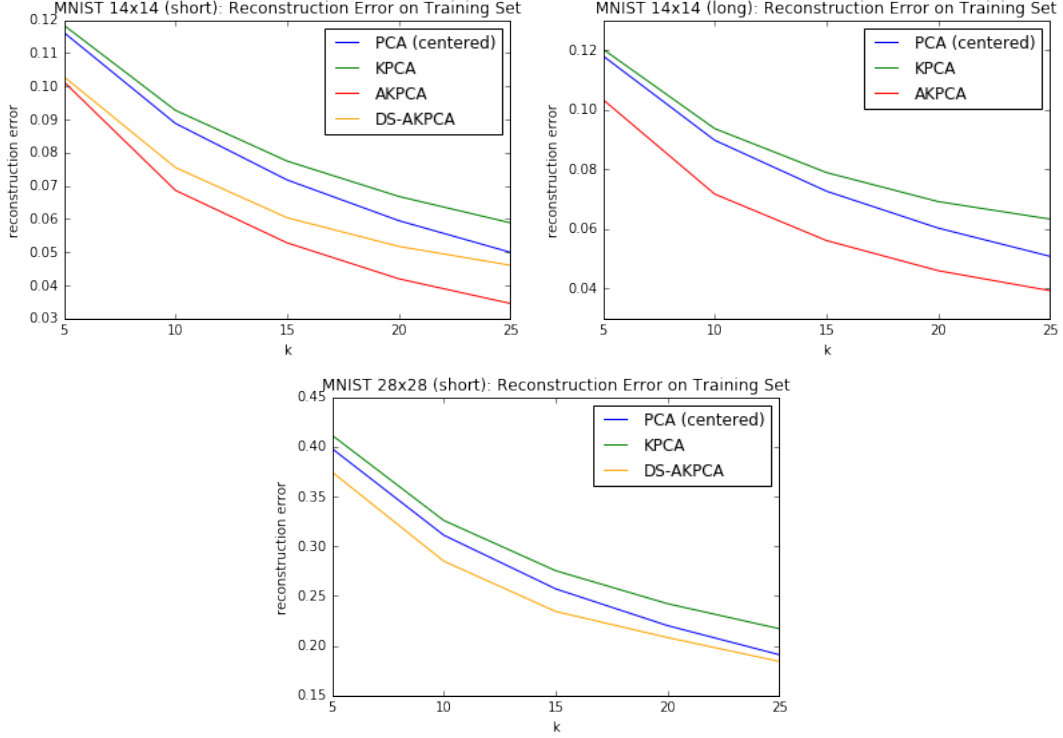 MNIST 14x14 (short): Reconstruction Error on Training Set
0.12
0.11
0.10
0.09
0.08
0.07
0.06
0.05
0.04
0.03
reconstruction error
PCA (centered)
KPCA
AKPCA
DS-AKPCA
5
10
15
20
25
k
MNIST 14x14 (long): Reconstruction Error on Training Set
0.12
0.10
0.08
0.06
0.04
reconstruction error
PCA (centered)
KPCA
AKPCA
5
10
15
20
25
k
MNIST 28x28 (short): Reconstruction Error on Training Set
0.45
0.40
0.35
0.30
0.25
0.20
0.15
reconstruction error
PCA (centered)
KPCA
DS-AKPCA
5
10
15
20
25
k